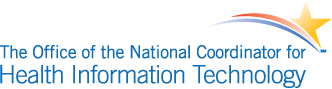 The Office of the National Coordinator for
Health Information Technology